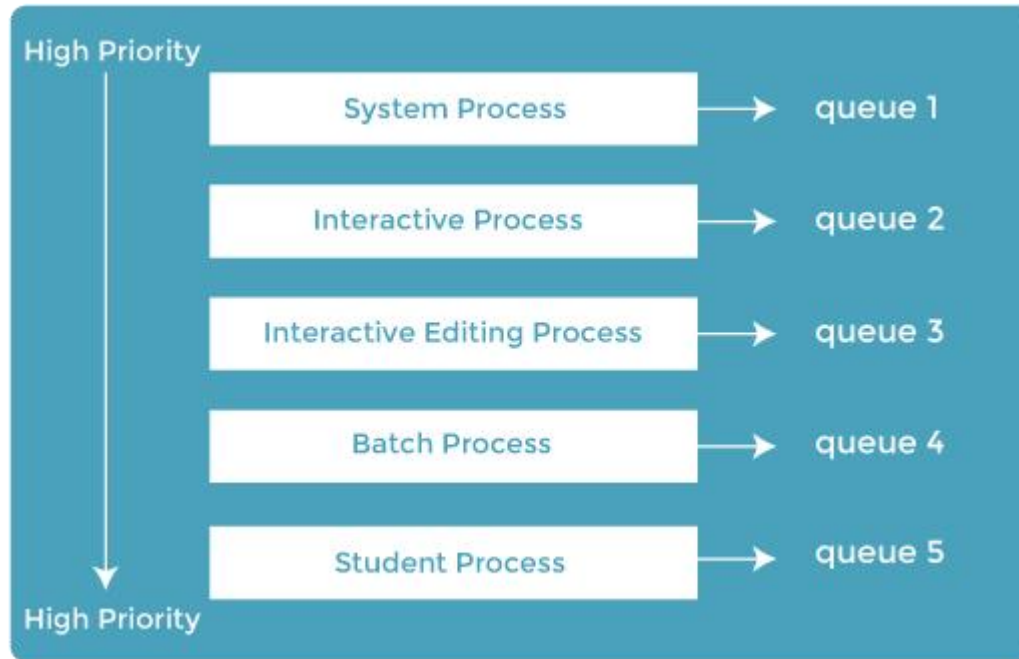 High Priority
System Process
queue 1
Interactive Process
queue 2
Interactive Editing Process
queue 3
Batch Process
queue 4
Student Process
queue 5
High Priority